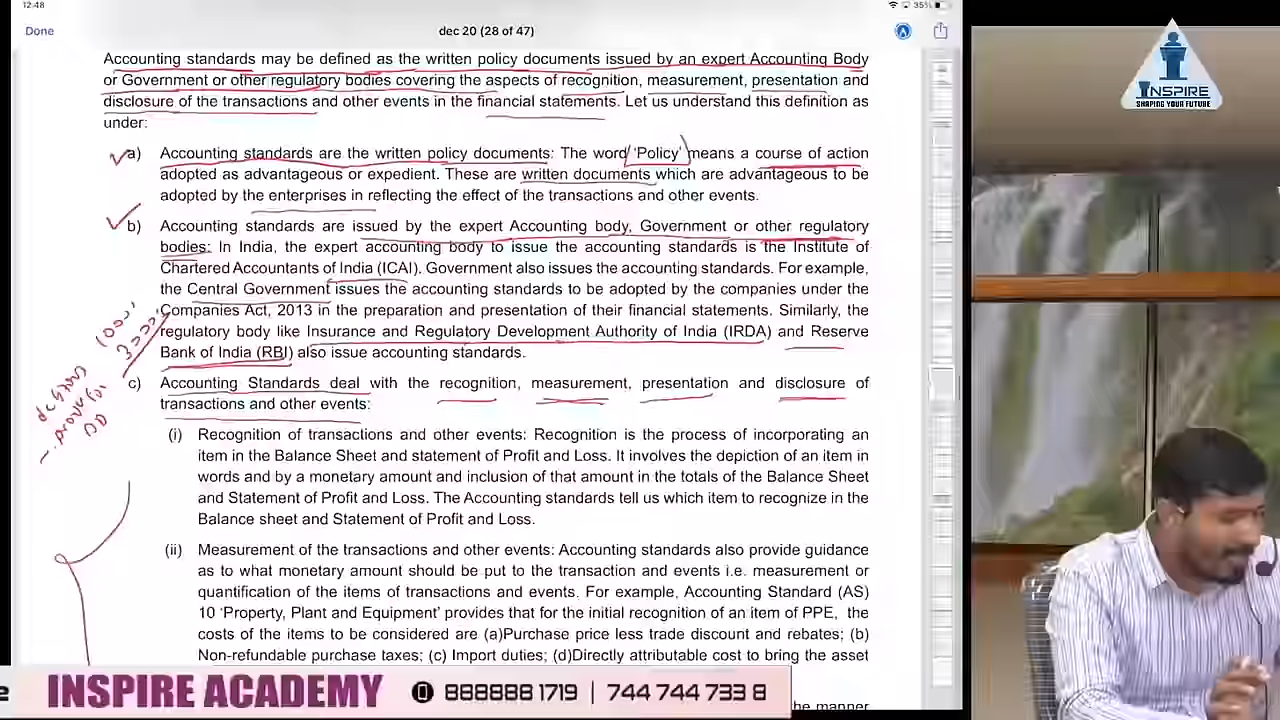 12:48
35%
Done
dec 20 (28 of 47)
Accounting standards may be defined as the written policy documents issued by an expert Accounting Body
or Government or other regulatory bodies covering the aspects of recognition, measurement, presentation and
disclosure of the transactions and other events in the financial statements. Let us understand this definition as
under:
a) Accounting standards are the written policy documents: The word 'Policy' means a course of action
adopted as advantageous or expedient. These are written documents which are advantageous to be
adopted by the enterprises in reflecting the effect of the transactions and other events.
b) Accounting standards are issued by the expert Accounting body, Government or other regulatory
bodies: In India, the expert accounting body to issue the accounting standards is the Institute of
Chartered Accountants of India (ICAI). Government also issues the accounting standards. For example,
the Central Government issues the accounting standards to be adopted by the companies under the
Companies Act, 2013 in the preparation and presentation of their financial statements. Similarly, the
regulatory body like Insurance and Regulatory Development Authority of India (IRDA) and Reserve
Bank of India (RBI) also issue accounting standards.
c) Accounting Standards deal with the recognition, measurement, presentation and disclosure of
transactions and other events:
(i) Recognition of transactions and other events: Recognition is the process of incorporating an
item in the Balance Sheet and statement of Profit and Loss. It involves the depiction of an item in
words and by a monetary amount and inclusion of that amount in the totals of the Balance Sheet
and Statement of Profit and Loss. The Accounting standards tell us which item to recognize in the
Balance sheet and Statement of Profit and Loss.
(ii) Measurement of the transactions and other events: Accounting standards also provide guidance
as to what monetary amount should be put to the transaction and events i.e. measurement or
quantification of the items of transactions and events. For example, Accounting Standard (AS)
10 'Property, Plant and Equipment' provides that for the initial recognition of an item of PPE, the
costs of the items to be considered are (a)Purchase price less trade discount and rebates; (b)
Non-refundable purchase taxes; (c) Import duties; (d)Directly attributable cost to bring the asset
he manner
INSPIRE
SHAPING YOUR FUTURE
e INSPIRE ACADEMY 888888 1719 | 744 744 733 8